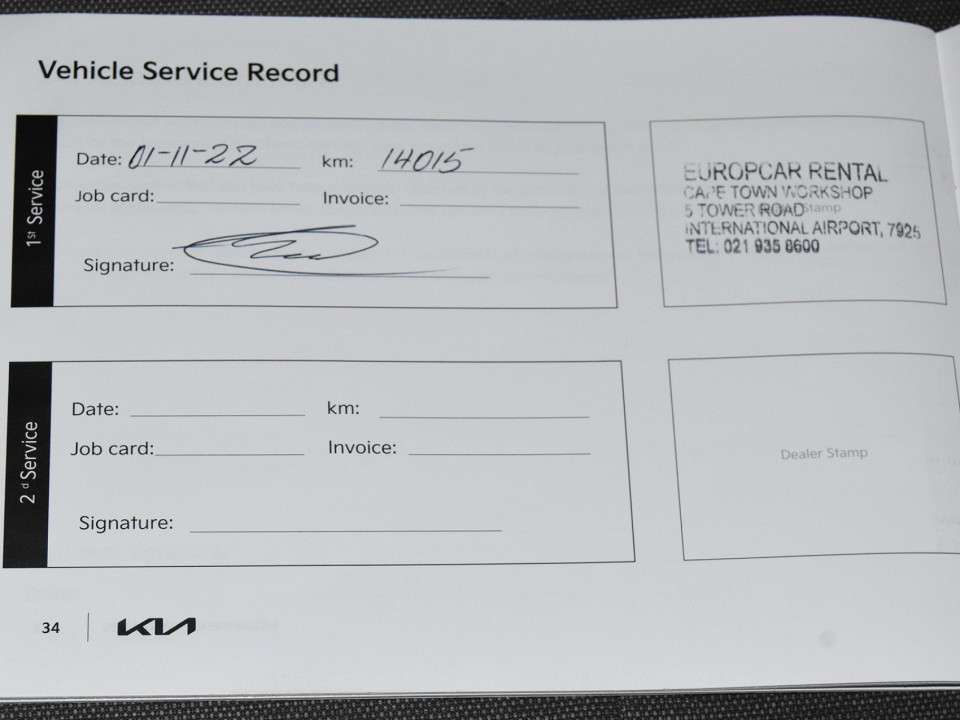 Vehicle Service Record
1st Service
Date: 01-11-22 km: 14015
Job card: Invoice:
Signature:
EUROPCAR RENTAL
CAPE TOWN WORKSHOP
5 TOWER ROAD Stamp
INTERNATIONAL AIRPORT, 7925
TEL: 021 935 8600
2 d Service
Date: km:
Job card: Invoice:
Signature:
Dealer Stamp
34 KIA